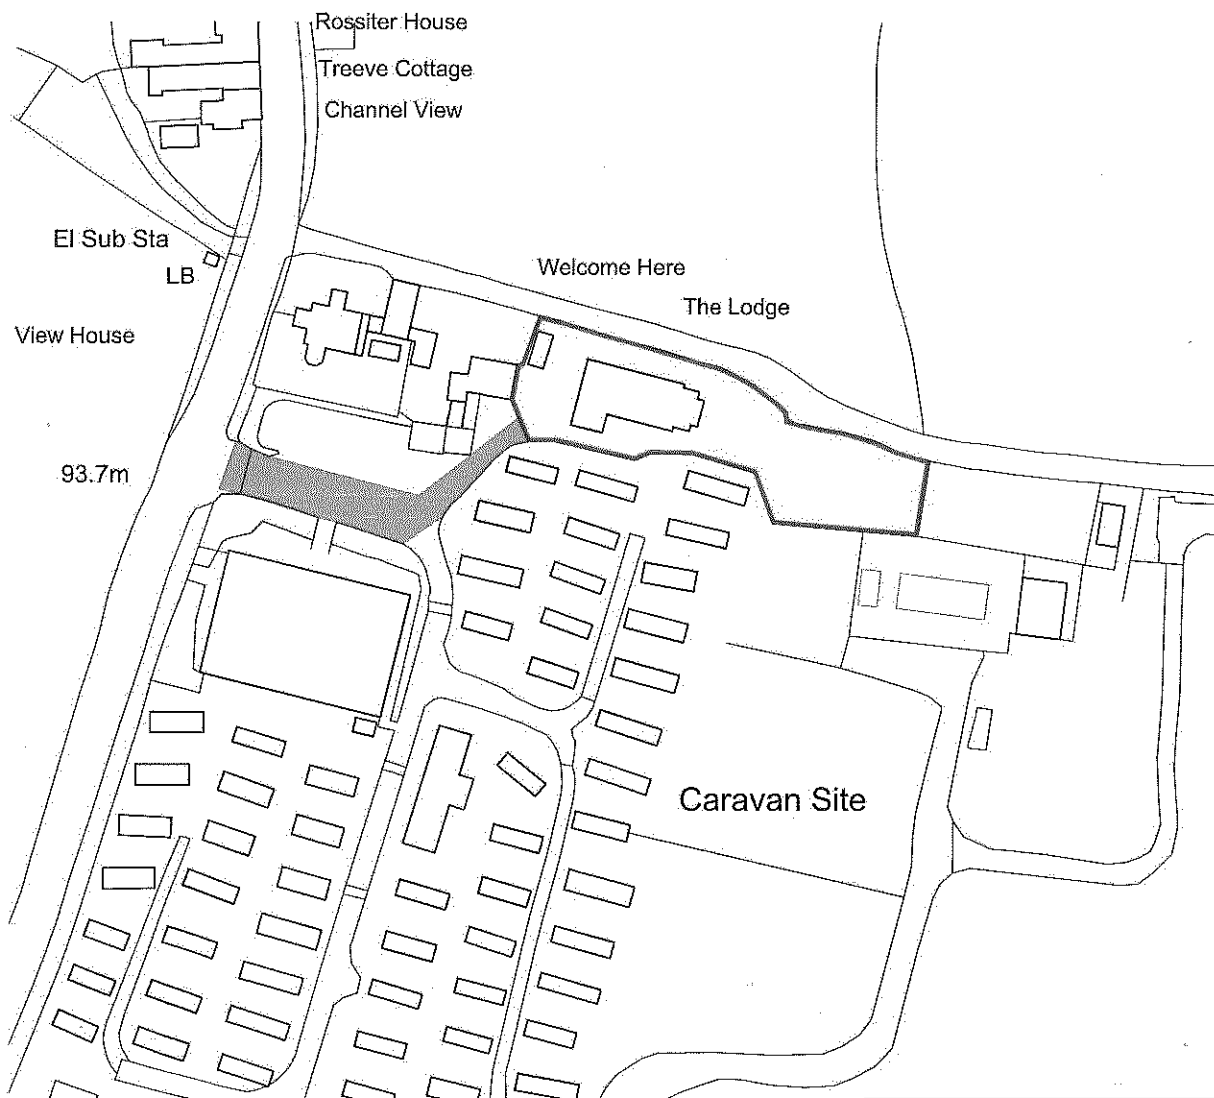 Rossiter House
Treeve Cottage
Channel View
El Sub Sta
LB
Welcome Here
The Lodge
View House
93.7m
Caravan Site